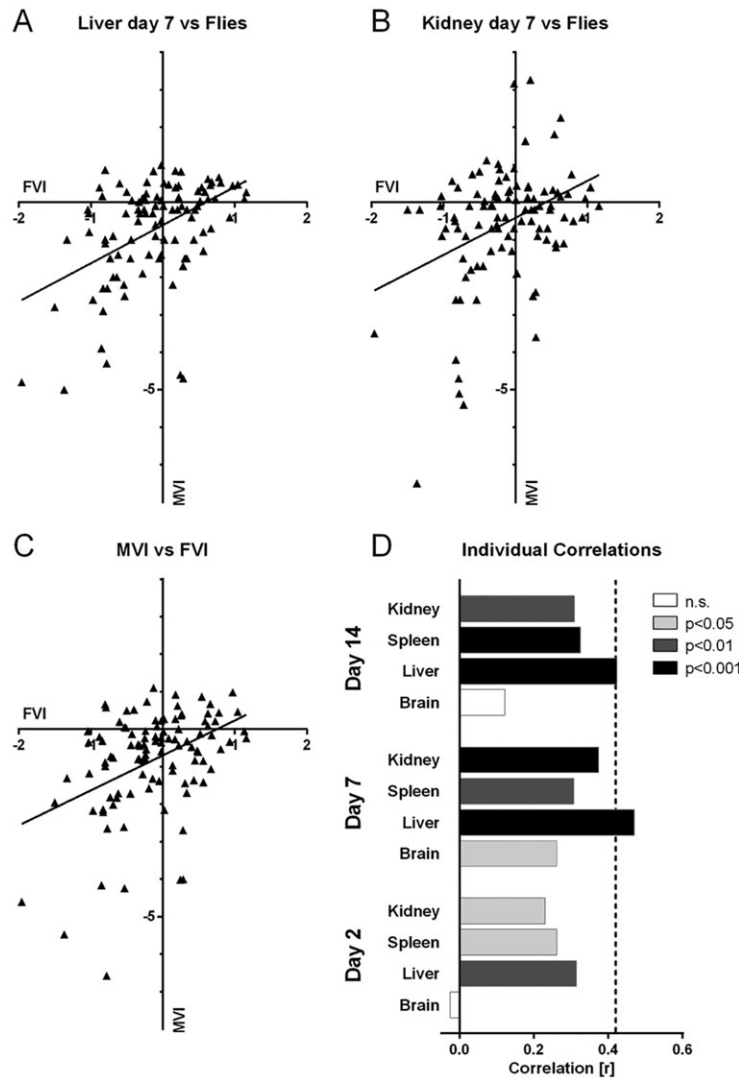 A Liver day 7 vs Flies
FVI
-2 -1 1 2
-5
MVI
B Kidney day 7 vs Flies
FVI
-2 -1 1 2
-5
MVI
C MVI vs FVI
FVI
-2 -1 1 2
-5
MVI
D Individual Correlations
n.s.
p<0.05
p<0.01
p<0.001
Day 14
Kidney
Spleen
Liver
Brain
Day 7
Kidney
Spleen
Liver
Brain
Day 2
Kidney
Spleen
Liver
Brain
0.0 0.2 0.4 0.6
Correlation [r]